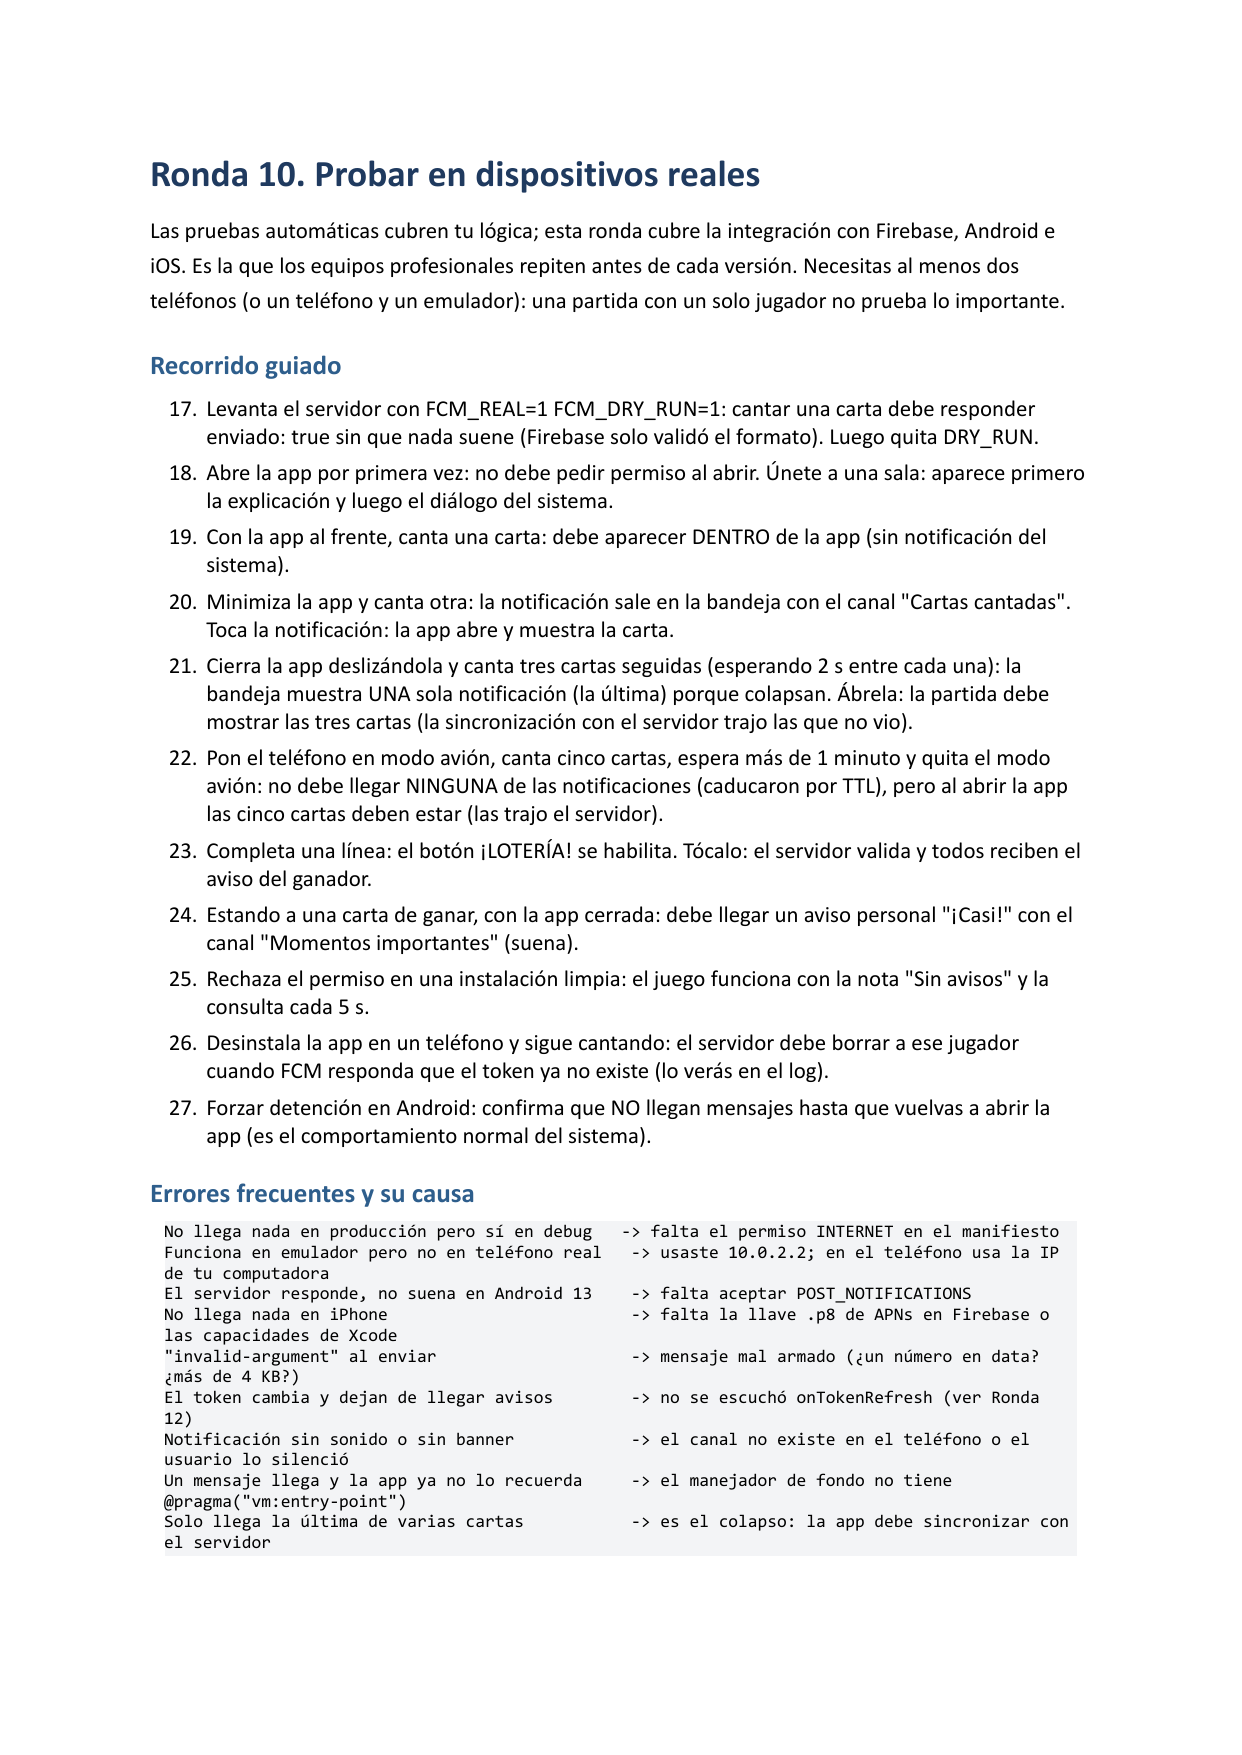 Ronda 10. Probar en dispositivos reales
Las pruebas automáticas cubren tu lógica; esta ronda cubre la integración con Firebase, Android e
iOS. Es la que los equipos profesionales repiten antes de cada versión. Necesitas al menos dos
teléfonos (o un teléfono y un emulador): una partida con un solo jugador no prueba lo importante.
Recorrido guiado
17. Levanta el servidor con FCM_REAL=1 FCM_DRY_RUN=1: cantar una carta debe responder
enviado: true sin que nada suene (Firebase solo validó el formato). Luego quita DRY_RUN.
18. Abre la app por primera vez: no debe pedir permiso al abrir. Únete a una sala: aparece primero
la explicación y luego el diálogo del sistema.
19. Con la app al frente, canta una carta: debe aparecer DENTRO de la app (sin notificación del
sistema).
20. Minimiza la app y canta otra: la notificación sale en la bandeja con el canal "Cartas cantadas".
Toca la notificación: la app abre y muestra la carta.
21. Cierra la app deslizándola y canta tres cartas seguidas (esperando 2 s entre cada una): la
bandeja muestra UNA sola notificación (la última) porque colapsan. Ábrela: la partida debe
mostrar las tres cartas (la sincronización con el servidor trajo las que no vio).
22. Pon el teléfono en modo avión, canta cinco cartas, espera más de 1 minuto y quita el modo
avión: no debe llegar NINGUNA de las notificaciones (caducaron por TTL), pero al abrir la app
las cinco cartas deben estar (las trajo el servidor).
23. Completa una línea: el botón ¡LOTERÍA! se habilita. Tócalo: el servidor valida y todos reciben el
aviso del ganador.
24. Estando a una carta de ganar, con la app cerrada: debe llegar un aviso personal "¡Casi!" con el
canal "Momentos importantes" (suena).
25. Rechaza el permiso en una instalación limpia: el juego funciona con la nota "Sin avisos" y la
consulta cada 5 s.
26. Desinstala la app en un teléfono y sigue cantando: el servidor debe borrar a ese jugador
cuando FCM responda que el token ya no existe (lo verás en el log).
27. Forzar detención en Android: confirma que NO llegan mensajes hasta que vuelvas a abrir la
app (es el comportamiento normal del sistema).
Errores frecuentes y su causa
No llega nada en producción pero sí en debug -> falta el permiso INTERNET en el manifiesto
Funciona en emulador pero no en teléfono real -> usaste 10.0.2.2; en el teléfono usa la IP
de tu computadora
El servidor responde, no suena en Android 13 -> falta aceptar POST_NOTIFICATIONS
No llega nada en iPhone -> falta la llave .p8 de APNs en Firebase o
las capacidades de Xcode
"invalid-argument" al enviar -> mensaje mal armado (¿un número en data?
¿más de 4 KB?)
El token cambia y dejan de llegar avisos -> no se escuchó onTokenRefresh (ver Ronda
12)
Notificación sin sonido o sin banner -> el canal no existe en el teléfono o el
usuario lo silenció
Un mensaje llega y la app ya no lo recuerda -> el manejador de fondo no tiene
@pragma("vm:entry-point")
Solo llega la última de varias cartas -> es el colapso: la app debe sincronizar con
el servidor